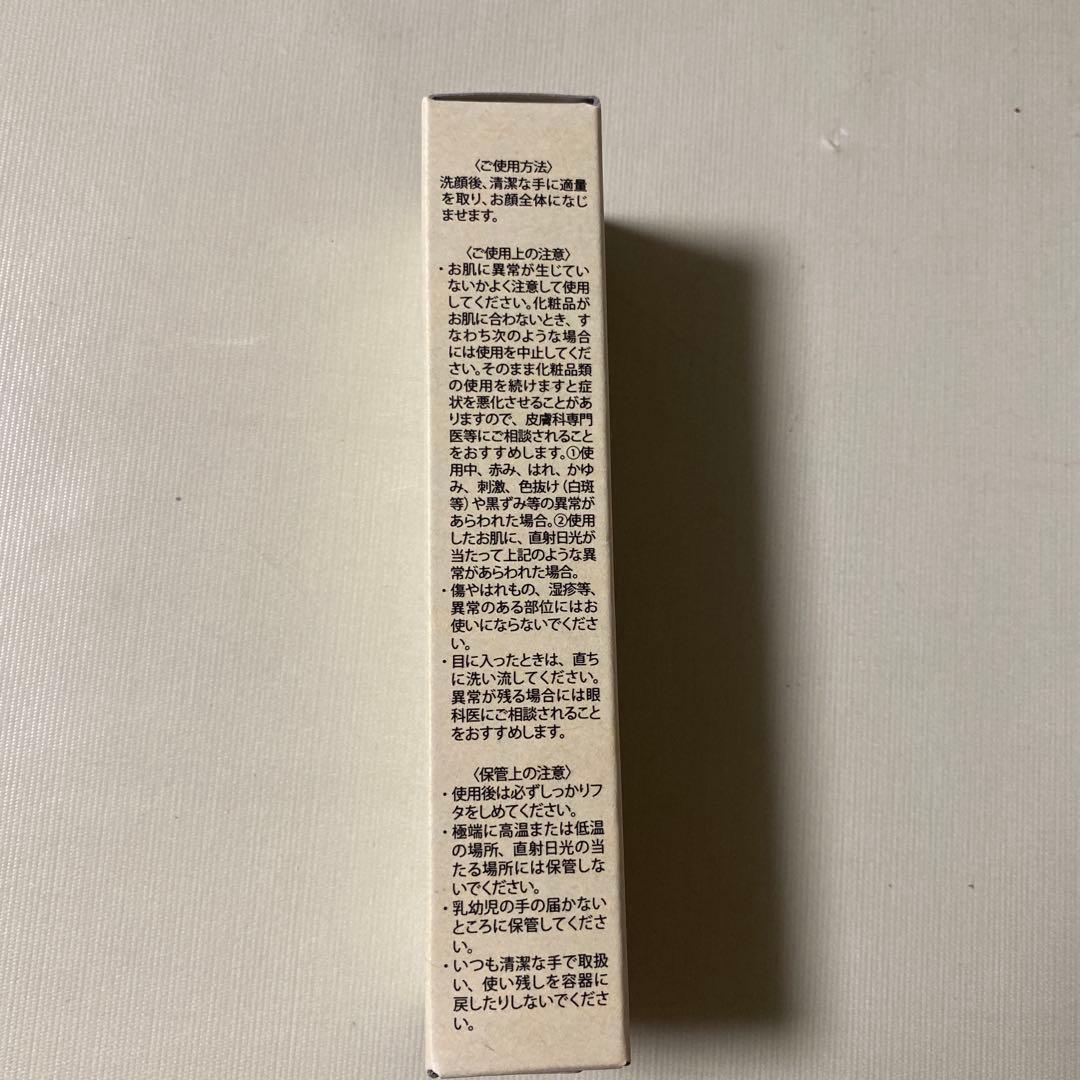 〈ご使用方法〉
洗顔後、清潔な手に適量
を取り、お顔全体になじ
ませます。
〈ご使用上の注意〉
・お肌に異常が生じてい
ないかよく注意して使用
してください。化粧品が
お肌に合わないとき、す
なわち次のような場合
には使用を中止してくだ
さい。そのまま化粧品類
の使用を続けますと症
状を悪化させることがあ
りますので、皮膚科専門
医等にご相談されること
をおすすめします。①使
用中、赤み、はれ、かゆ
み、刺激、色抜け（白斑
等）や黒ずみ等の異常が
あらわれた場合。②使用
したお肌に、直射日光が
当たって上記のような異
常があらわれた場合。
・傷やはれもの、湿疹等、
異常のある部位にはお
使いにならないでくださ
い。
・目に入ったときは、直ち
に洗い流してください。
異常が残る場合には眼
科医にご相談されること
をおすすめします。
〈保管上の注意〉
・使用後は必ずしっかりフ
タをしめてください。
・極端に高温または低温
の場所、直射日光の当
たる場所には保管しな
いでください。
・乳幼児の手の届かない
ところに保管してくださ
い。
・いつも清潔な手で取扱
い、使い残しを容器に
戻したりしないでくださ
い。